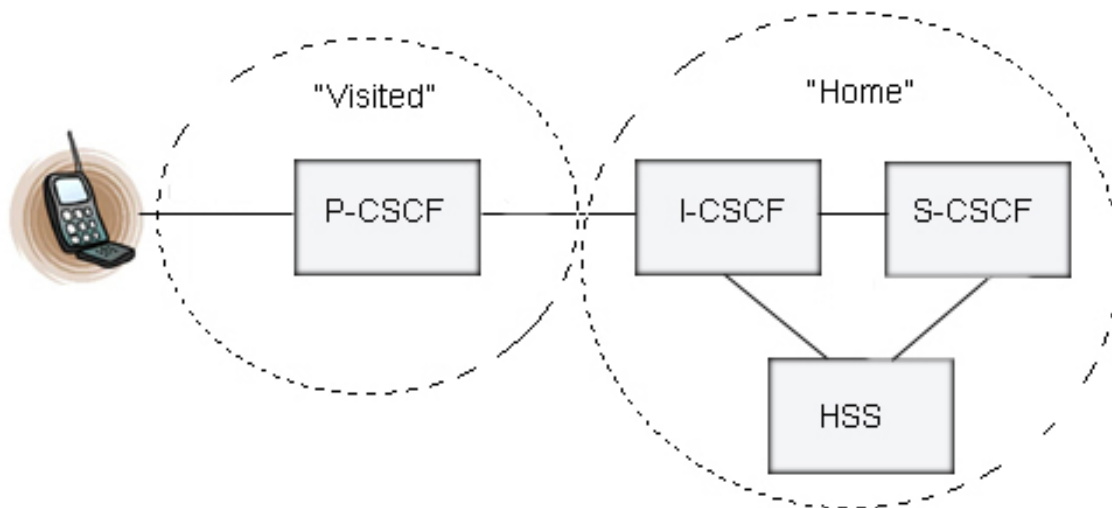 "Visited"
"Home"
P-CSCF
I-CSCF
S-CSCF
HSS